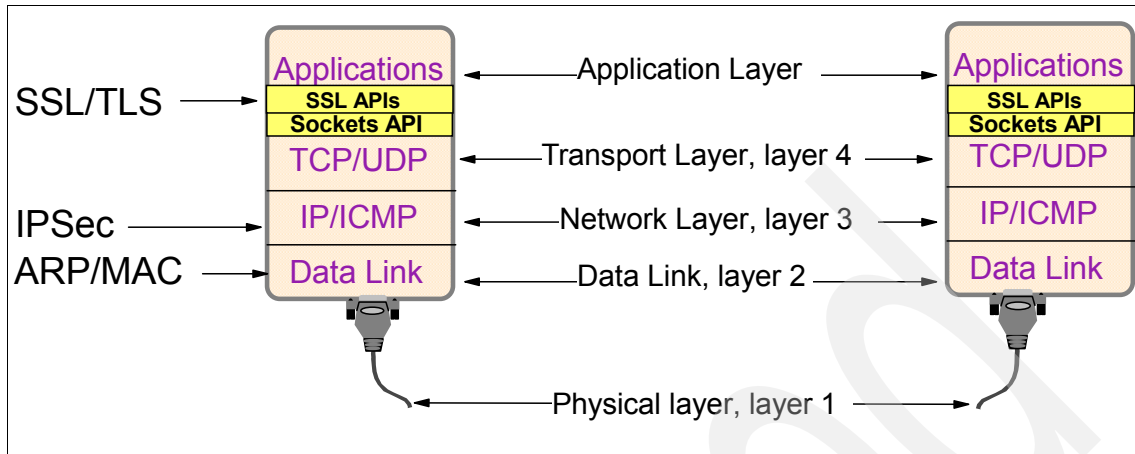 Applications
Application Layer
Applications
SSL/TLS
SSL APIs
SSL APIs
Sockets API
Sockets API
TCP/UDP
Transport Layer, layer 4
TCP/UDP
IPSec
IP/ICMP
Network Layer, layer 3
IP/ICMP
ARP/MAC
Data Link
Data Link, layer 2
Data Link
Physical layer, layer 1